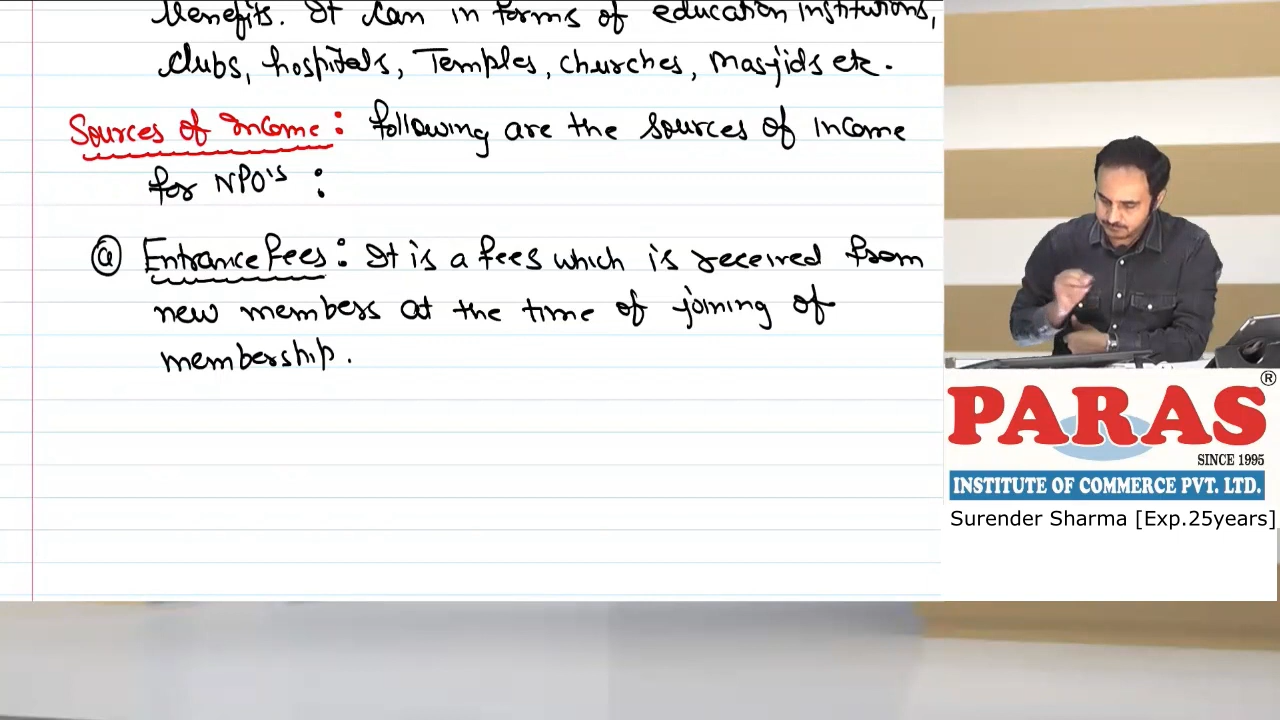 benefits. It can in forms of education institutions,
clubs, hospitals, Temples, churches, Masjids etc.
Sources of Income: Following are the sources of Income
for NPO's :
(a) Entrance fees: It is a fees which is received from
new members at the time of joining of
membership.
PARAS®
SINCE 1995
INSTITUTE OF COMMERCE PVT. LTD.
Surender Sharma [Exp.25years]